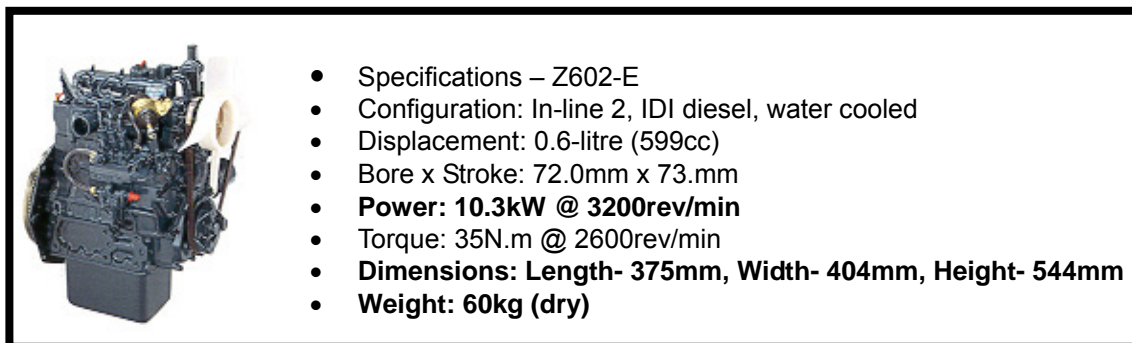 • Specifications – Z602-E
• Configuration: In-line 2, IDI diesel, water cooled
• Displacement: 0.6-litre (599cc)
• Bore x Stroke: 72.0mm x 73.mm
• Power: 10.3kW @ 3200rev/min
• Torque: 35N.m @ 2600rev/min
• Dimensions: Length- 375mm, Width- 404mm, Height- 544mm
• Weight: 60kg (dry)